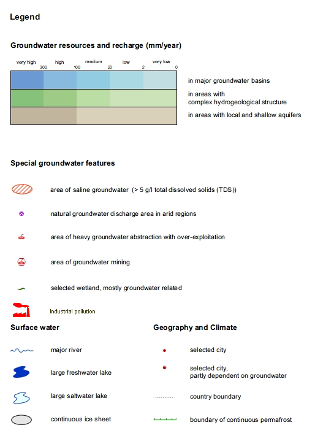 Legend
Groundwater resources and recharge (mm/year)
very high high medium low very low
300 100 20 2 0
in major groundwater basins
in areas with
complex hydrogeological structure
in areas with local and shallow aquifers
Special groundwater features
area of saline groundwater (> 5 g/l total dissolved solids (TDS))
natural groundwater discharge area in arid regions
area of heavy groundwater abstraction with over-exploitation
area of groundwater mining
selected wetland, mostly groundwater related
Industrial pollution
Surface water
major river
large freshwater lake
large saltwater lake
continuous ice sheet
Geography and Climate
selected city
selected city,
partly dependent on groundwater
country boundary
boundary of continuous permafrost